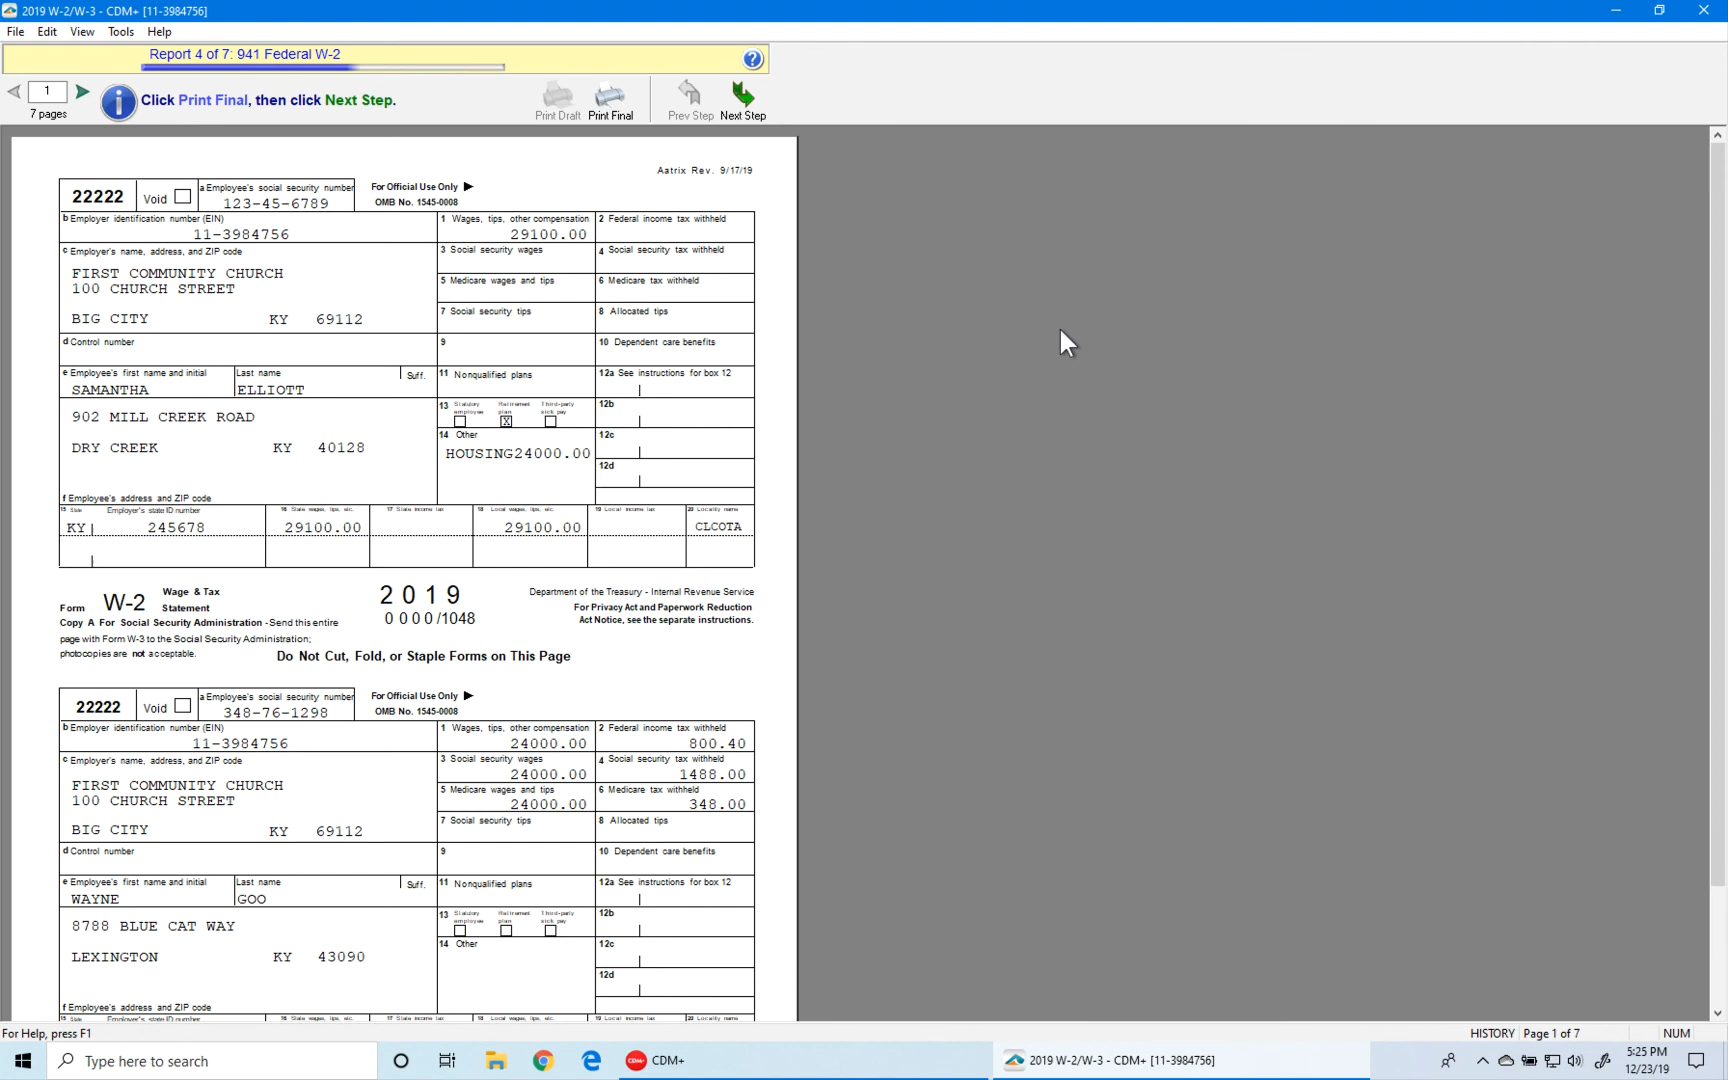 2019 W-2/W-3 - CDM+ [11-3984756]
File Edit View Tools Help
Report 4 of 7: 941 Federal W-2
1
7 pages
Click Print Final, then click Next Step.
Print Draft Print Final Prev Step Next Step
Aatrix Rev. 9/17/19
22222 Void a Employee's social security number
123-45-6789
For Official Use Only ▶
OMB No. 1545-0008
b Employer identification number (EIN)
11-3984756
1 Wages, tips, other compensation
29100.00
2 Federal income tax withheld
c Employer's name, address, and ZIP code
FIRST COMMUNITY CHURCH
100 CHURCH STREET
BIG CITY KY 69112
3 Social security wages
4 Social security tax withheld
5 Medicare wages and tips
6 Medicare tax withheld
7 Social security tips
8 Allocated tips
d Control number
9
10 Dependent care benefits
e Employee's first name and initial Last name Suff.
SAMANTHA ELLIOTT
11 Nonqualified plans
12a See instructions for box 12
902 MILL CREEK ROAD
DRY CREEK KY 40128
13 Statutory employee Retirement plan Third-party sick pay
X
12b
14 Other
HOUSING24000.00
12c
12d
f Employee's address and ZIP code
15 State Employer's state ID number 16 State wages, tips, etc. 17 State income tax 18 Local wages, tips, etc. 19 Local income tax 20 Locality name
KY 245678 29100.00 29100.00 CLCOTA
Form W-2 Wage & Tax Statement
2019
0000/1048
Department of the Treasury - Internal Revenue Service
For Privacy Act and Paperwork Reduction
Act Notice, see the separate instructions.
Copy A For Social Security Administration - Send this entire
page with Form W-3 to the Social Security Administration;
photocopies are not acceptable.
Do Not Cut, Fold, or Staple Forms on This Page
22222 Void a Employee's social security number
348-76-1298
For Official Use Only ▶
OMB No. 1545-0008
b Employer identification number (EIN)
11-3984756
1 Wages, tips, other compensation
24000.00
2 Federal income tax withheld
800.40
c Employer's name, address, and ZIP code
FIRST COMMUNITY CHURCH
100 CHURCH STREET
BIG CITY KY 69112
3 Social security wages
24000.00
4 Social security tax withheld
1488.00
5 Medicare wages and tips
24000.00
6 Medicare tax withheld
348.00
7 Social security tips
8 Allocated tips
d Control number
9
10 Dependent care benefits
e Employee's first name and initial Last name Suff.
WAYNE GOO
11 Nonqualified plans
12a See instructions for box 12
8788 BLUE CAT WAY
LEXINGTON KY 43090
13 Statutory employee Retirement plan Third-party sick pay
12b
14 Other
12c
12d
f Employee's address and ZIP code
15 State Employer's state ID number 16 State wages, tips, etc. 17 State income tax 18 Local wages, tips, etc. 19 Local income tax 20 Locality name
For Help, press F1
HISTORY Page 1 of 7 NUM
Type here to search
CDM+
2019 W-2/W-3 - CDM+ [11-3984756]
5:25 PM
12/23/19